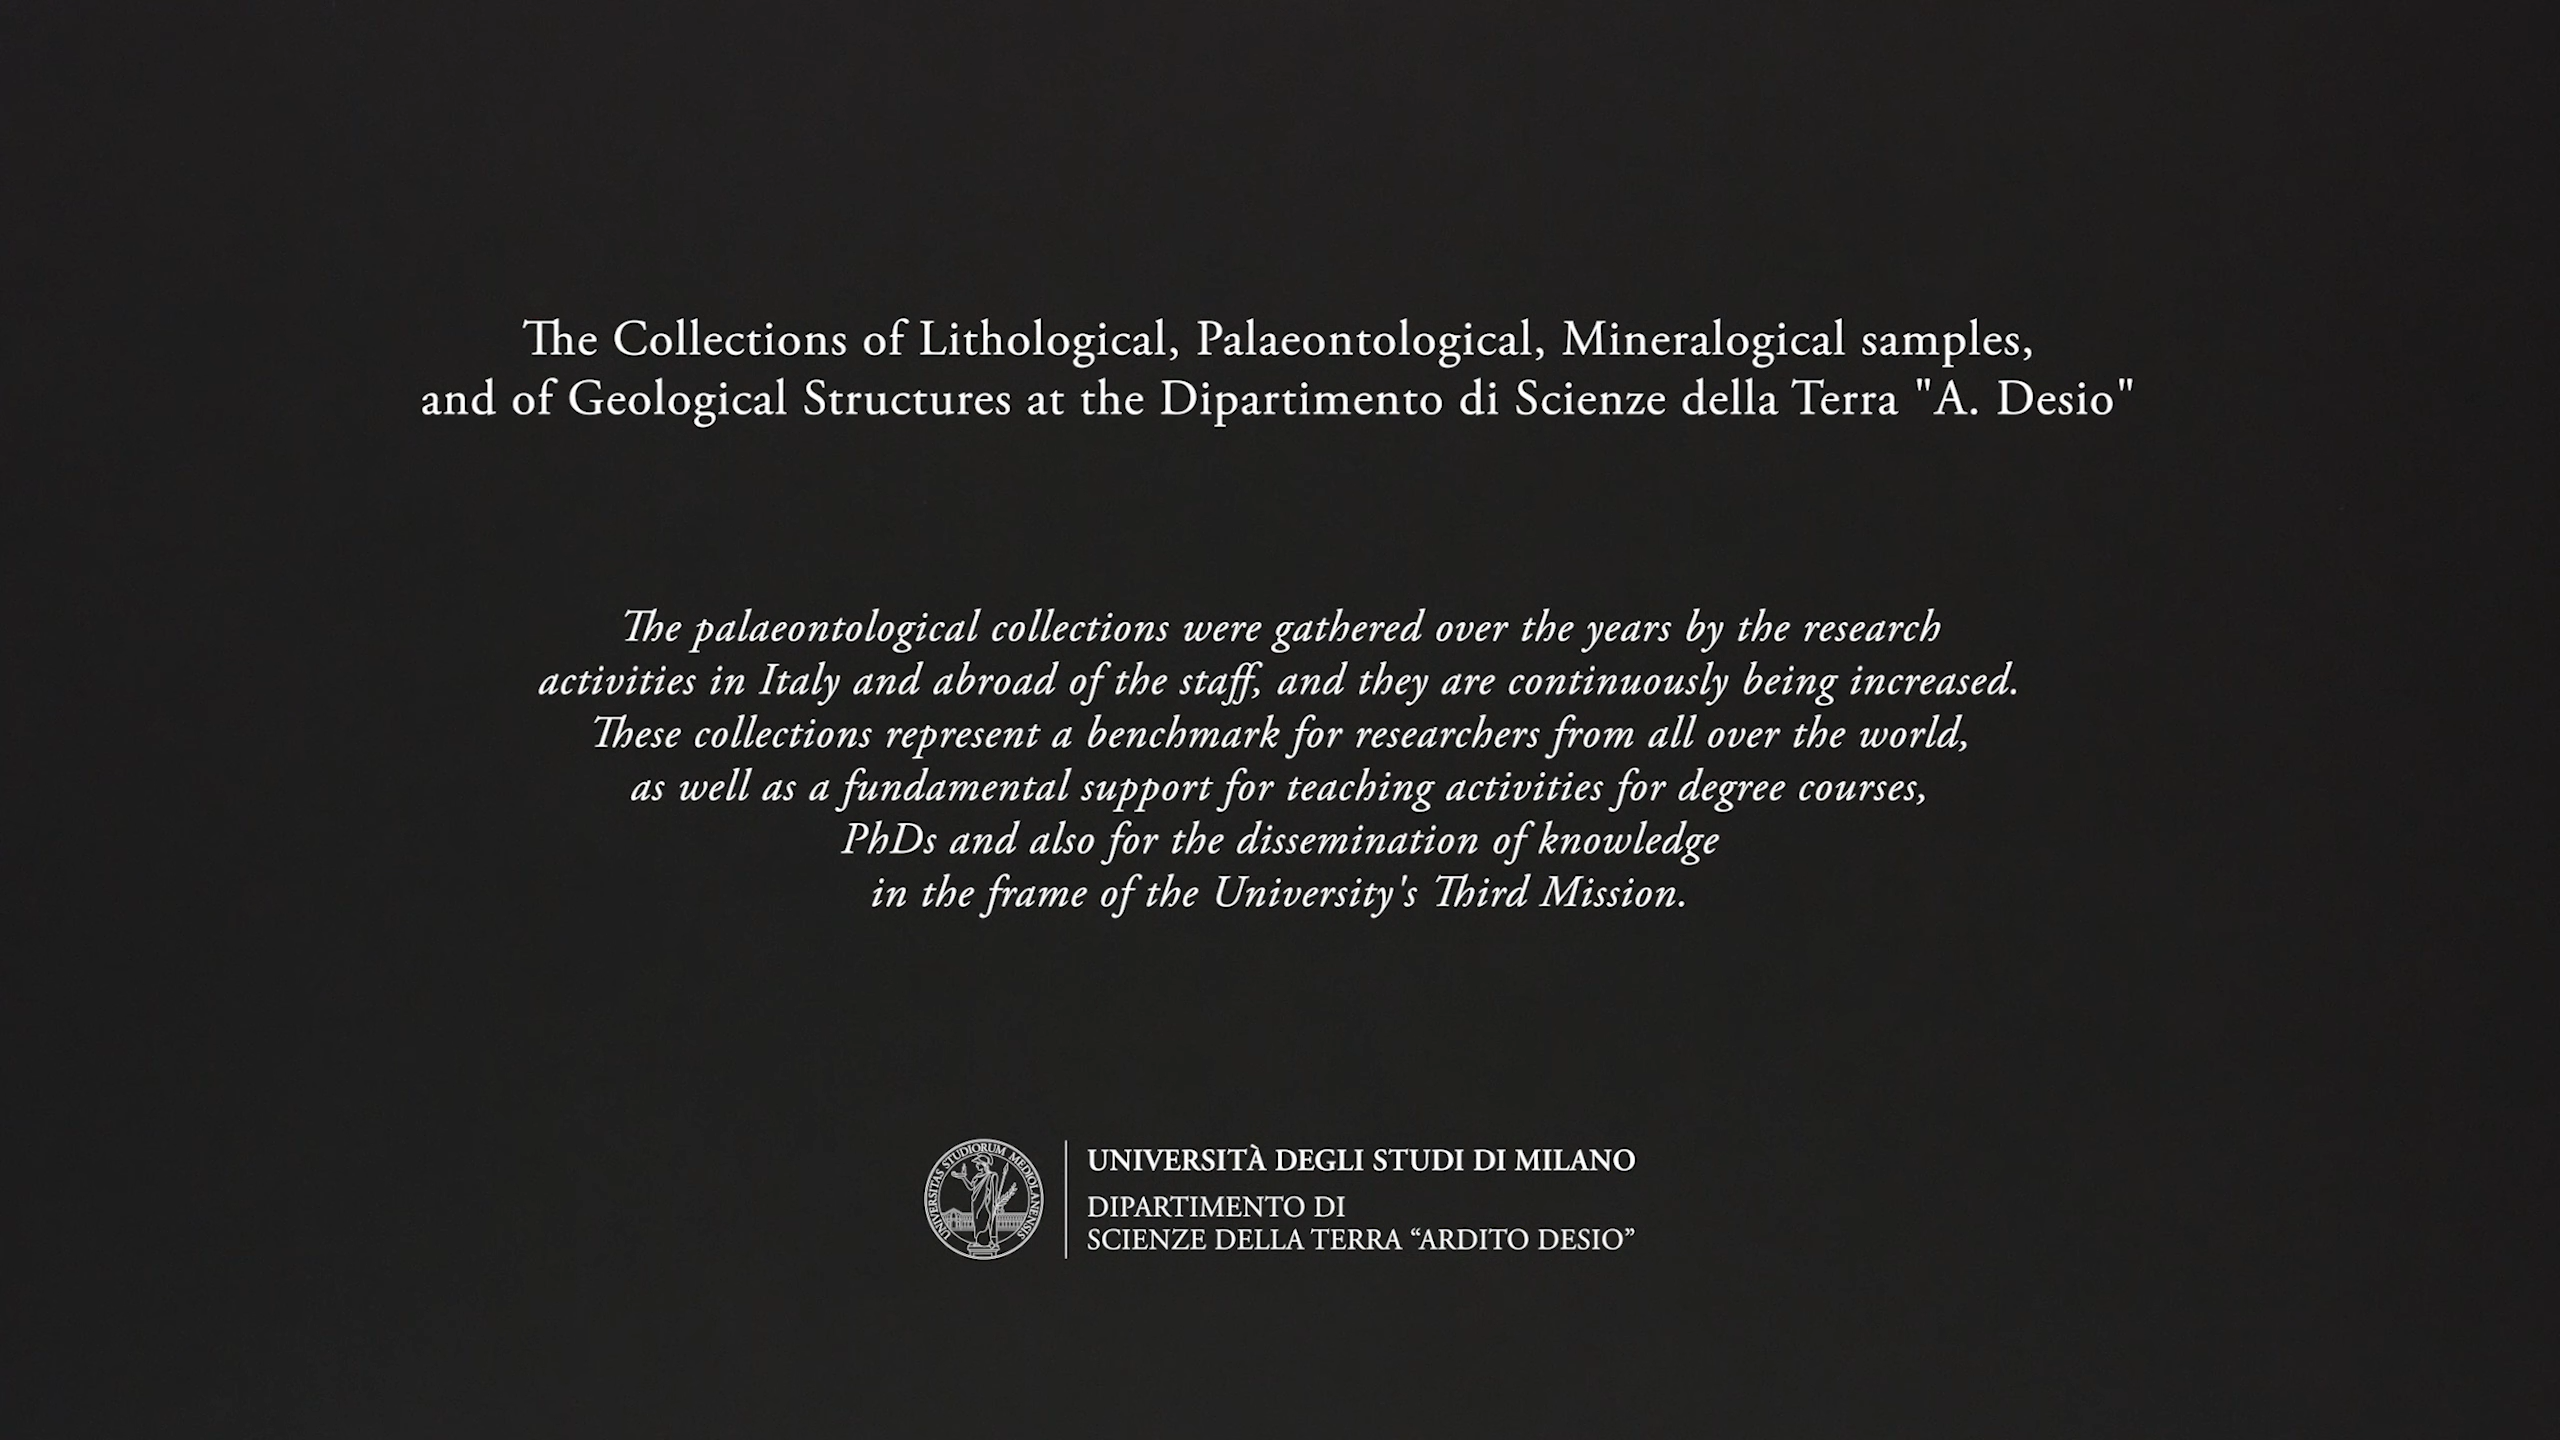 The Collections of Lithological, Palaeontological, Mineralogical samples,
and of Geological Structures at the Dipartimento di Scienze della Terra "A. Desio"
The palaeontological collections were gathered over the years by the research
activities in Italy and abroad of the staff, and they are continuously being increased.
These collections represent a benchmark for researchers from all over the world,
as well as a fundamental support for teaching activities for degree courses,
PhDs and also for the dissemination of knowledge
in the frame of the University's Third Mission.
UNIVERSITAS STUDIORUM MEDIOLANENSIS
UNIVERSITÀ DEGLI STUDI DI MILANO
DIPARTIMENTO DI
SCIENZE DELLA TERRA “ARDITO DESIO”